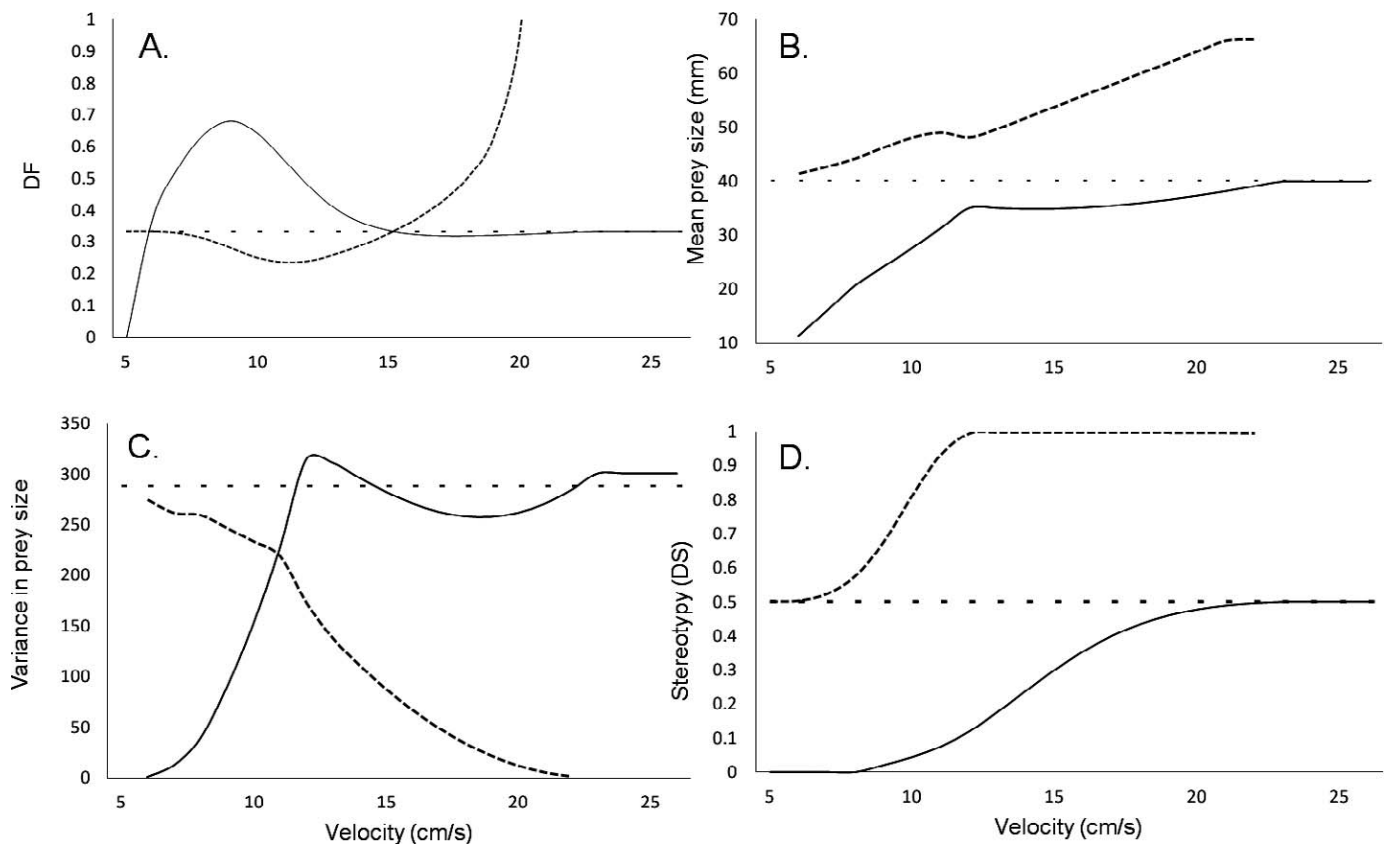 A.
DF
1
0.9
0.8
0.7
0.6
0.5
0.4
0.3
0.2
0.1
0
5 10 15 20 25
B.
Mean prey size (mm)
70
60
50
40
30
20
10
5 10 15 20 25
C.
Variance in prey size
350
300
250
200
150
100
50
0
5 10 15 20 25
Velocity (cm/s)
D.
Stereotypy (DS)
1
0.9
0.8
0.7
0.6
0.5
0.4
0.3
0.2
0.1
0
5 10 15 20 25
Velocity (cm/s)